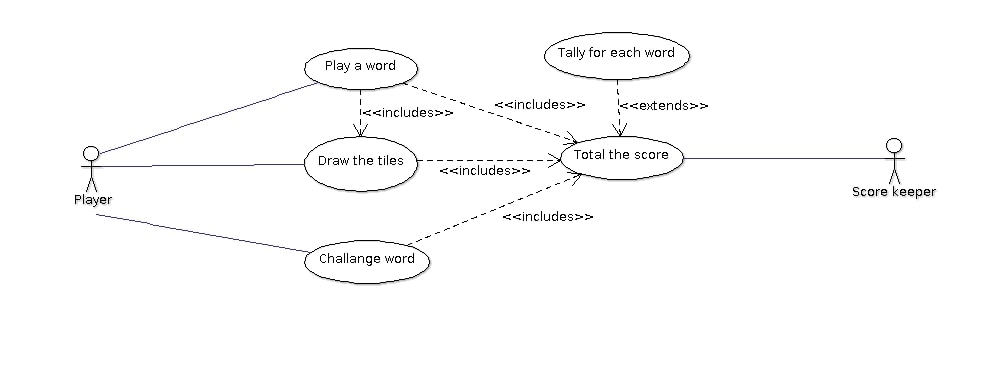 Tally for each word
Play a word
<<includes>>
<<extends>>
<<includes>>
Draw the tiles
Total the score
<<includes>>
Score keeper
Player
<<includes>>
Challange word